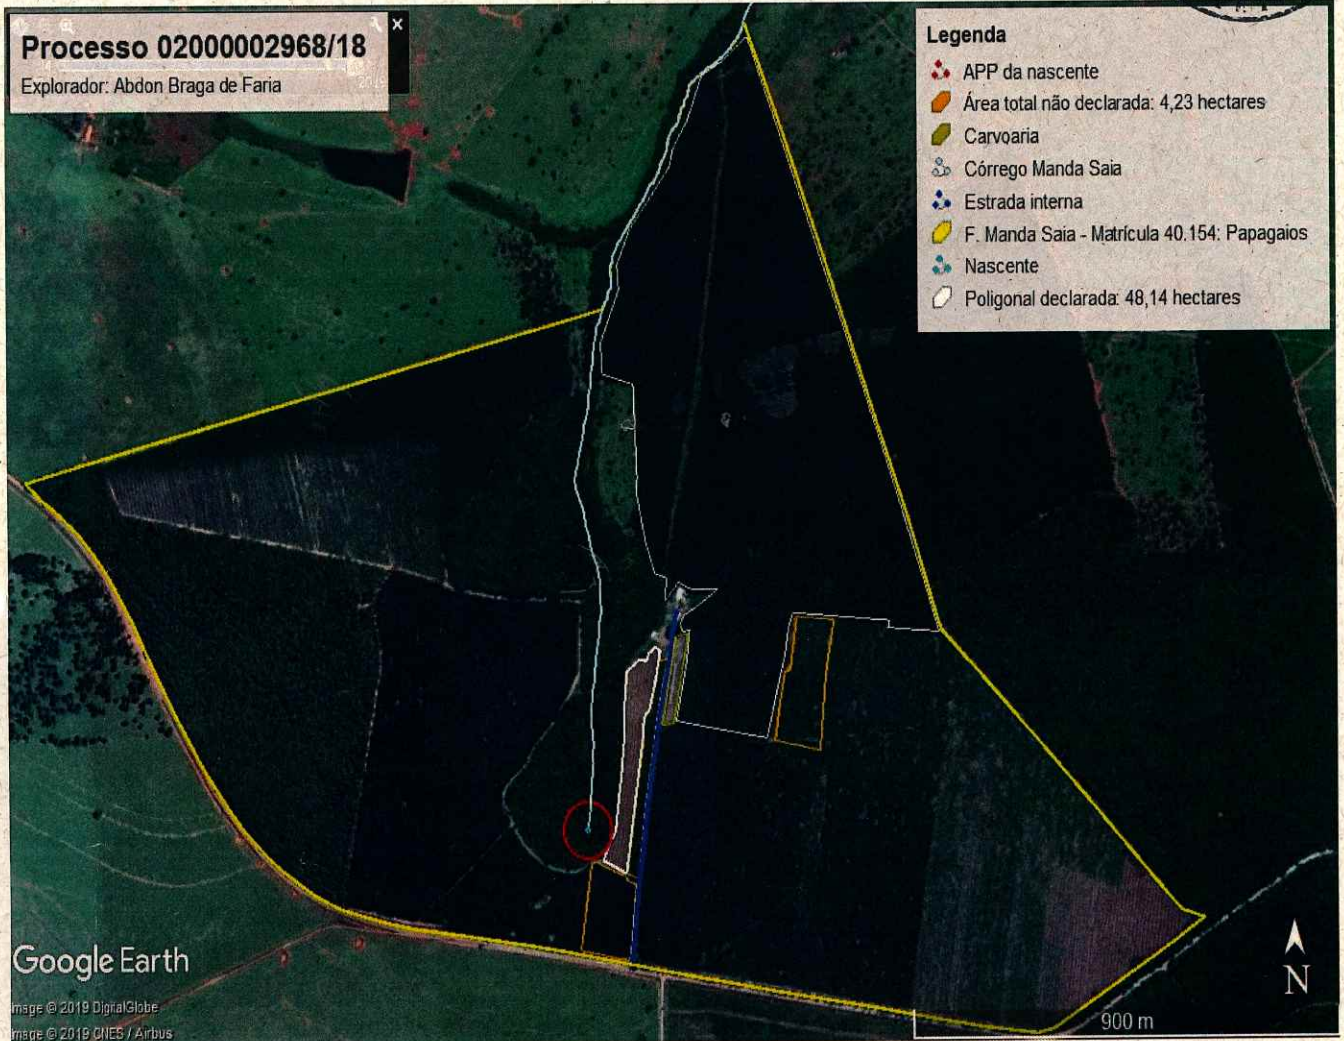 Processo 02000002968/18
Explorador: Abdon Braga de Faria
Legenda
APP da nascente
Área total não declarada: 4,23 hectares
Carvoaria
Córrego Manda Saia
Estrada interna
F. Manda Saia - Matrícula 40.154: Papagaios
Nascente
Poligonal declarada: 48,14 hectares
Google Earth
Image © 2019 DigitalGlobe
Image © 2019 CNES / Airbus
N
900 m